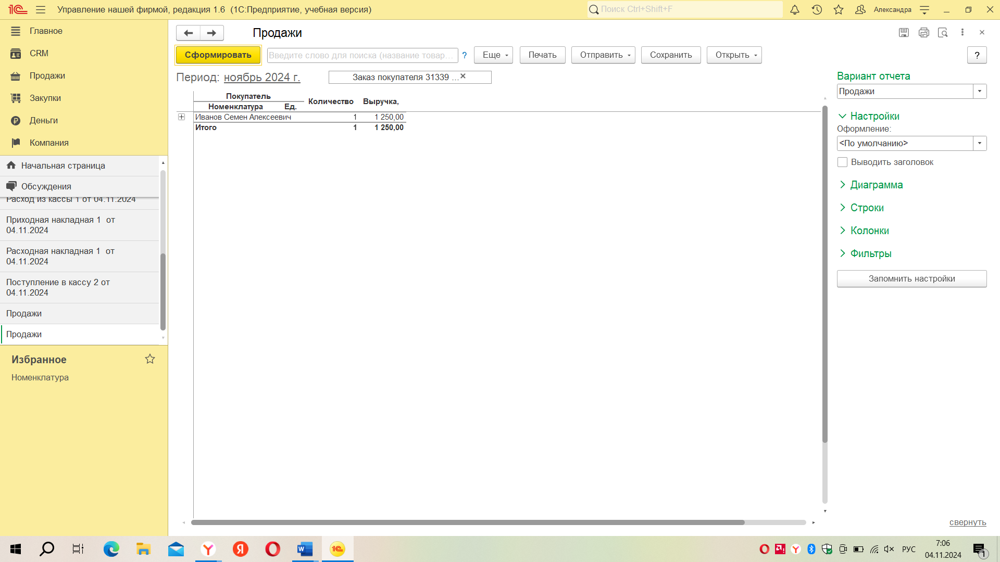 Управление нашей фирмой, редакция 1.6 (1С:Предприятие, учебная версия)
Поиск Ctrl+Shift+F
Александра
Главное
CRM
Продажи
Закупки
Деньги
Компания
Начальная страница
Обсуждения
Расход из кассы 1 от 04.11.2024
Приходная накладная 1 от
04.11.2024
Расходная накладная 1 от
04.11.2024
Поступление в кассу 2 от
04.11.2024
Продажи
Продажи
Избранное
Номенклатура
Продажи
Сформировать
Введите слово для поиска (название товар...
?
Еще
Печать
Отправить
Сохранить
Открыть
?
Период: ноябрь 2024 г.
Заказ покупателя 31339 ...
Покупатель
Количество Выручка,
Номенклатура Ед.
Иванов Семен Алексеевич 1 1 250,00
Итого 1 1 250,00
Вариант отчета
Продажи
Настройки
Оформление:
<По умолчанию>
Выводить заголовок
Диаграмма
Строки
Колонки
Фильтры
Запомнить настройки
свернуть
РУС
7:06
04.11.2024
1